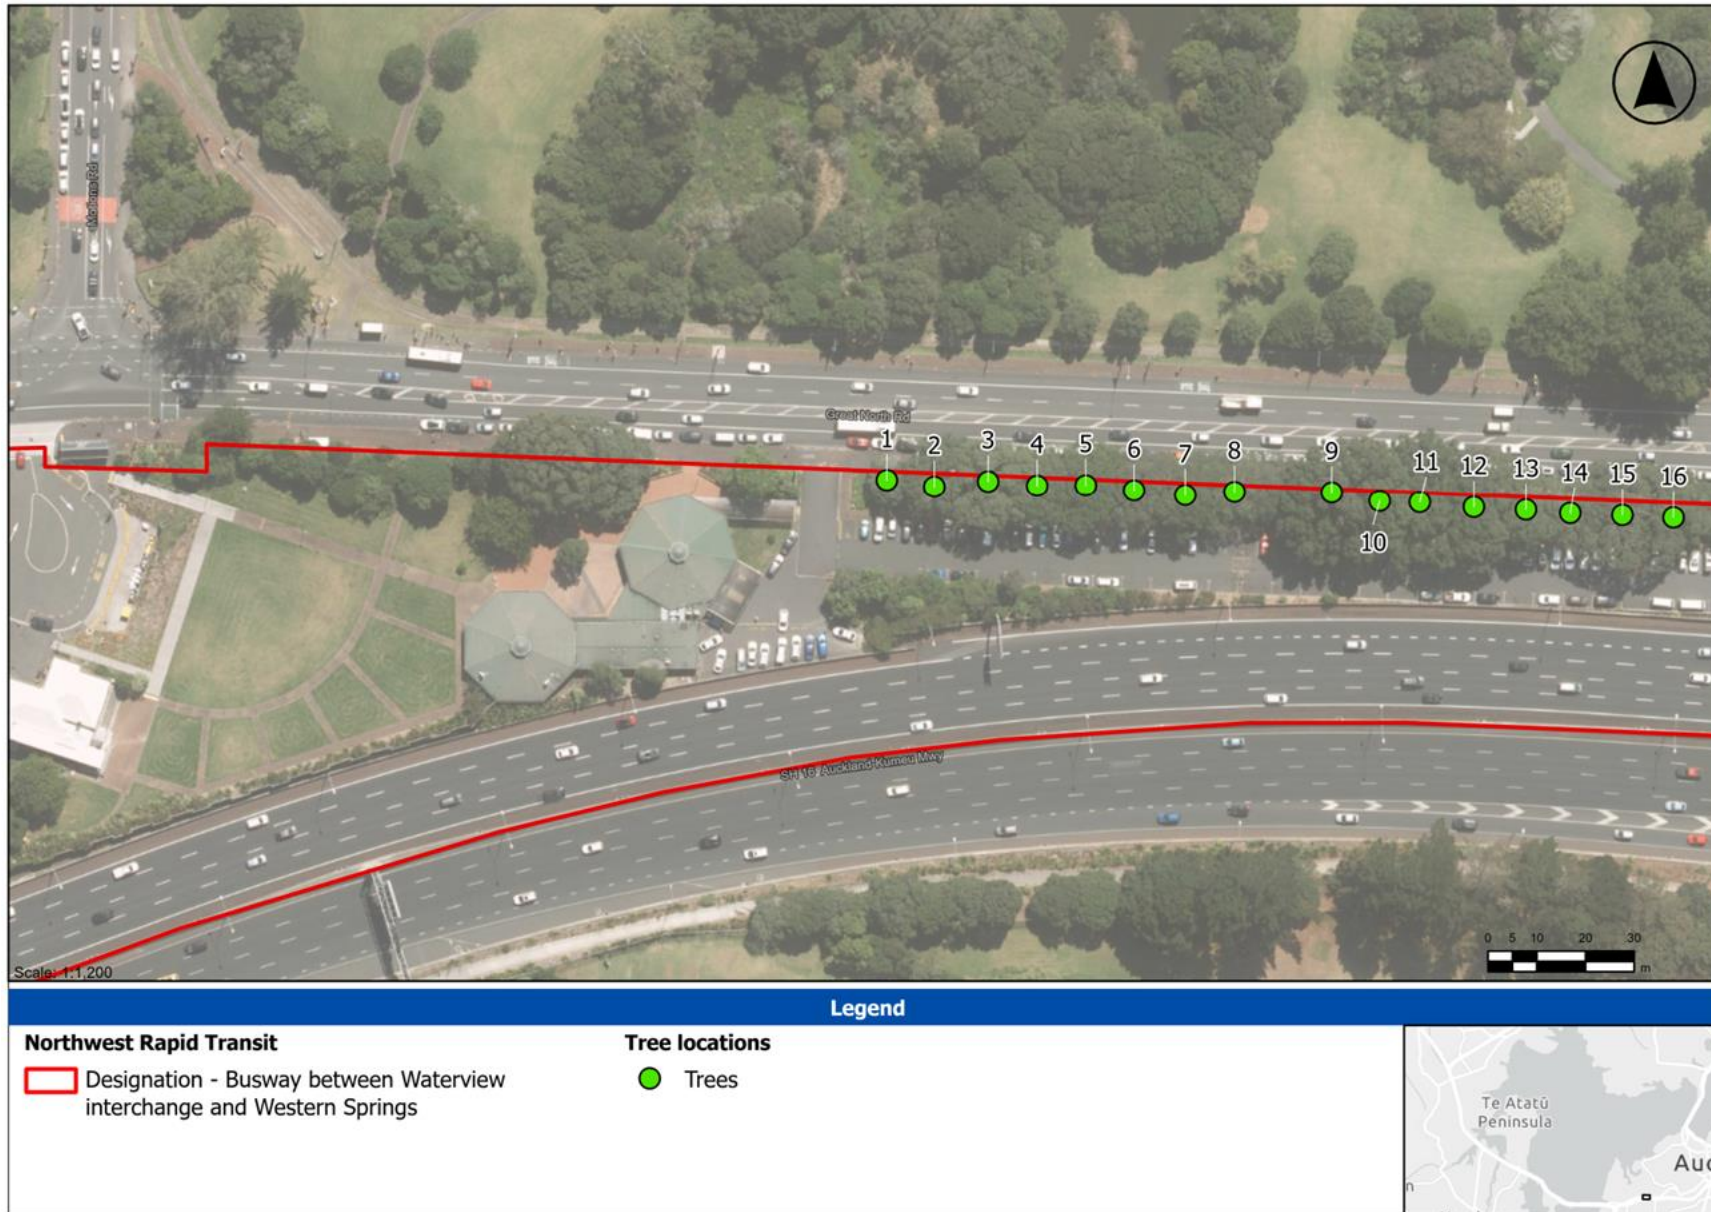 Motions Rd
Great North Rd
1
2
3
4
5
6
7
8
9
10
11
12
13
14
15
16
SH 16 Auckland Kumeu Mwy
0 5 10 20 30
m
Scale: 1:1,200
Legend
Northwest Rapid Transit
Designation - Busway between Waterview
interchange and Western Springs
Tree locations
Trees
Te Atatū
Peninsula
Auc
n